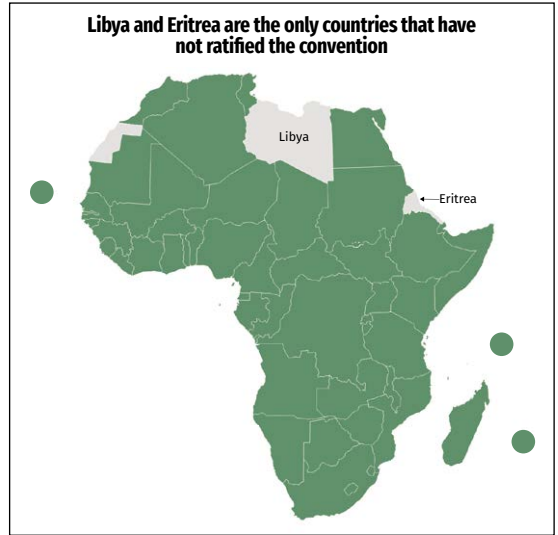 Libya and Eritrea are the only countries that have
not ratified the convention
Libya
Eritrea